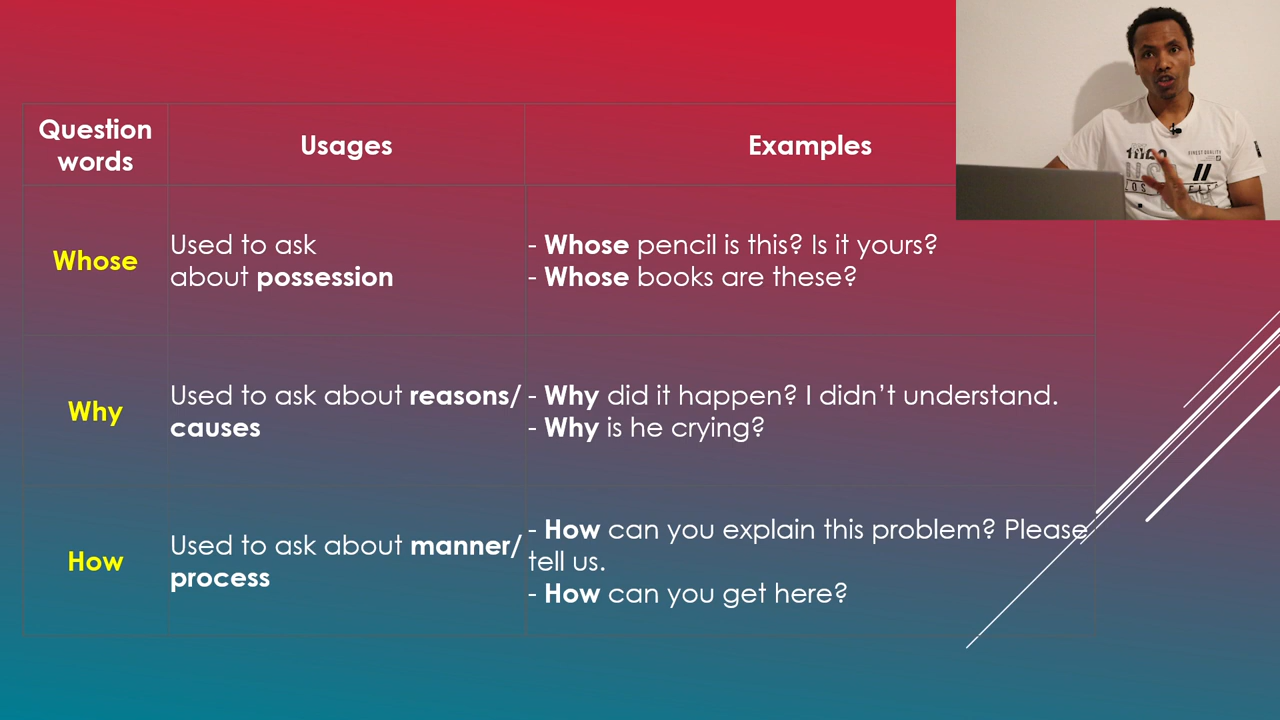 Question
words
Usages
Examples
Whose
Used to ask
about possession
- Whose pencil is this? Is it yours?
- Whose books are these?
Why
Used to ask about reasons/
causes
- Why did it happen? I didn’t understand.
- Why is he crying?
How
Used to ask about manner/
process
- How can you explain this problem? Please
tell us.
- How can you get here?